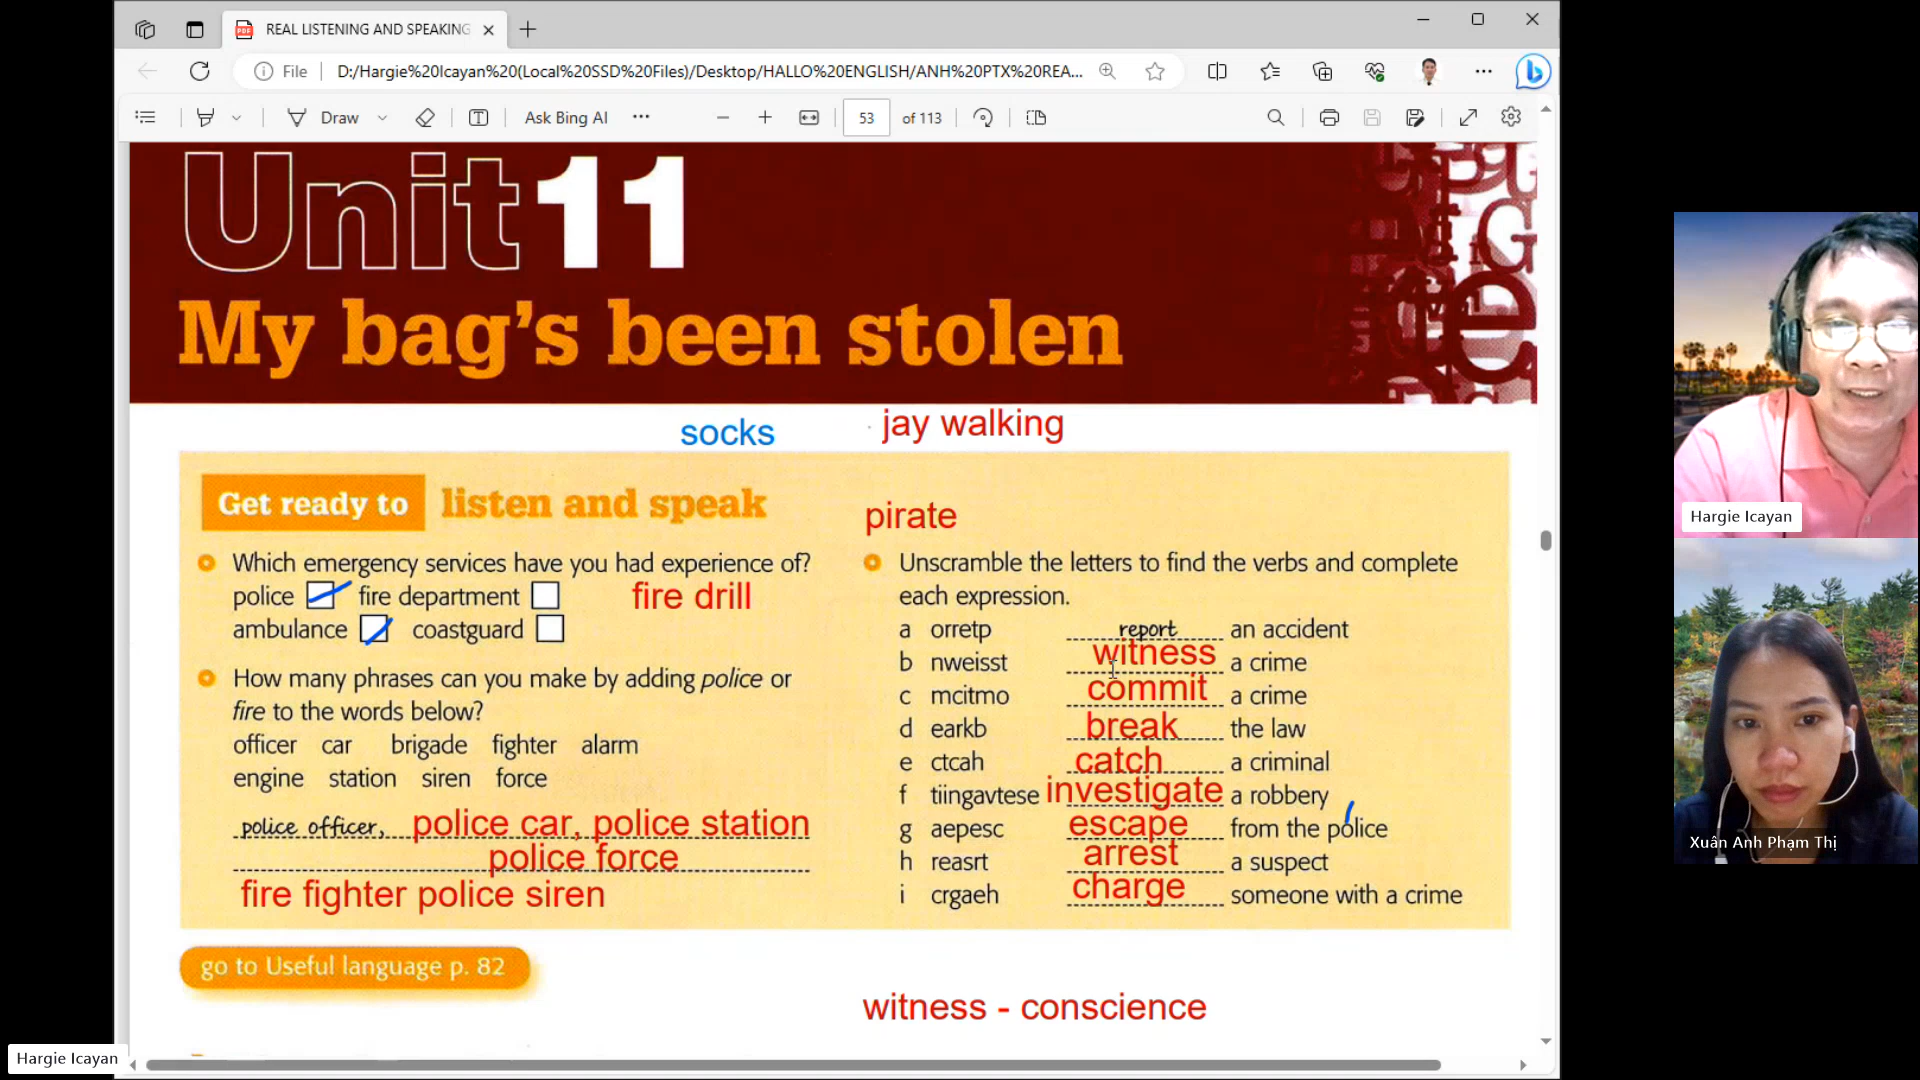 REAL LISTENING AND SPEAKING
File
D:/Hargie%20Icayan%20(Local%20SSD%20Files)/Desktop/HALLO%20ENGLISH/ANH%20PTX%20REA...
Draw
Ask Bing AI
53
of 113
Unit 11
My bag's been stolen
socks
jay walking
Get ready to listen and speak
Which emergency services have you had experience of?
police
fire department
fire drill
ambulance
coastguard
How many phrases can you make by adding police or
fire to the words below?
officer car brigade fighter alarm
engine station siren force
police officer, police car, police station
police force
fire fighter police siren
go to Useful language p. 82
pirate
Unscramble the letters to find the verbs and complete
each expression.
a orretp report an accident
b nweisst witness a crime
c mcitmo commit a crime
d earkb break the law
e ctcah catch a criminal
f tiingavtese investigate a robbery
g aepesc escape from the police
h reasrt arrest a suspect
i crgaeh charge someone with a crime
witness - conscience
Hargie Icayan
Xuân Anh Phạm Thị
Hargie Icayan